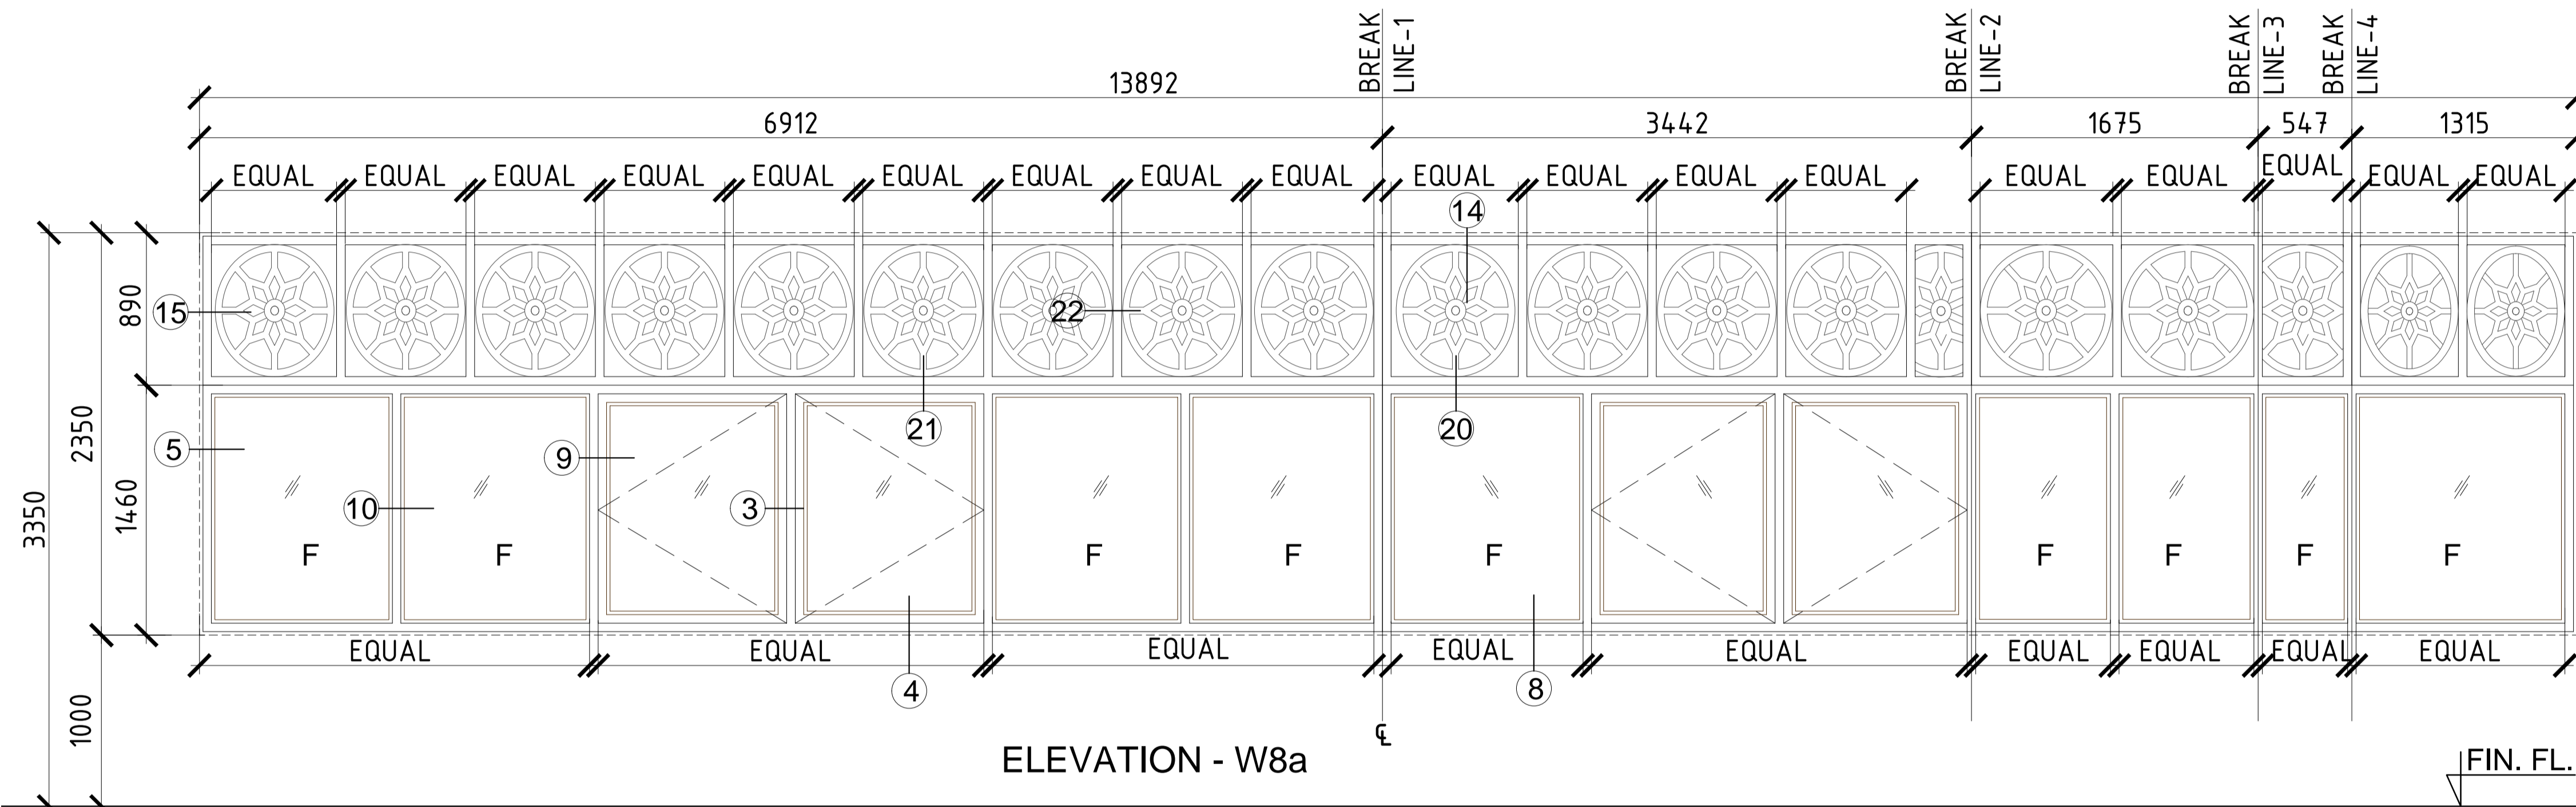 BREAK LINE-1
BREAK LINE-2
BREAK LINE-3
BREAK LINE-4
13892
6912 3442 1675 547 1315
EQUAL EQUAL EQUAL EQUAL EQUAL EQUAL EQUAL EQUAL EQUAL EQUAL EQUAL EQUAL EQUAL EQUAL EQUAL EQUAL EQUAL EQUAL
14
890
15
22
2350
21
20
5
9
3350
1460
10
3
F F F F F F F F F
EQUAL EQUAL EQUAL EQUAL EQUAL EQUAL EQUAL EQUAL EQUAL
4
8
1000
℄
ELEVATION - W8a
FIN. FL.